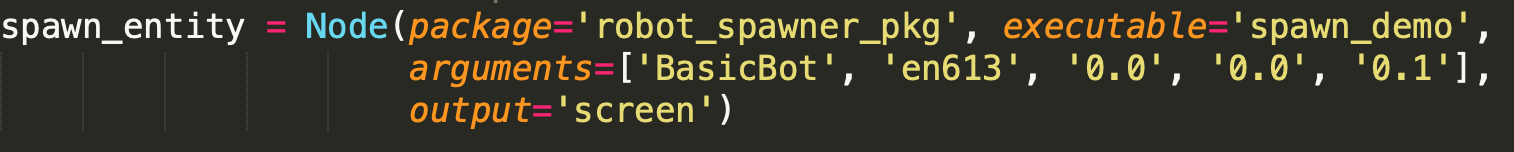 spawn_entity = Node(package='robot_spawner_pkg', executable='spawn_demo',
arguments=['BasicBot', 'en613', '0.0', '0.0', '0.1'],
output='screen')